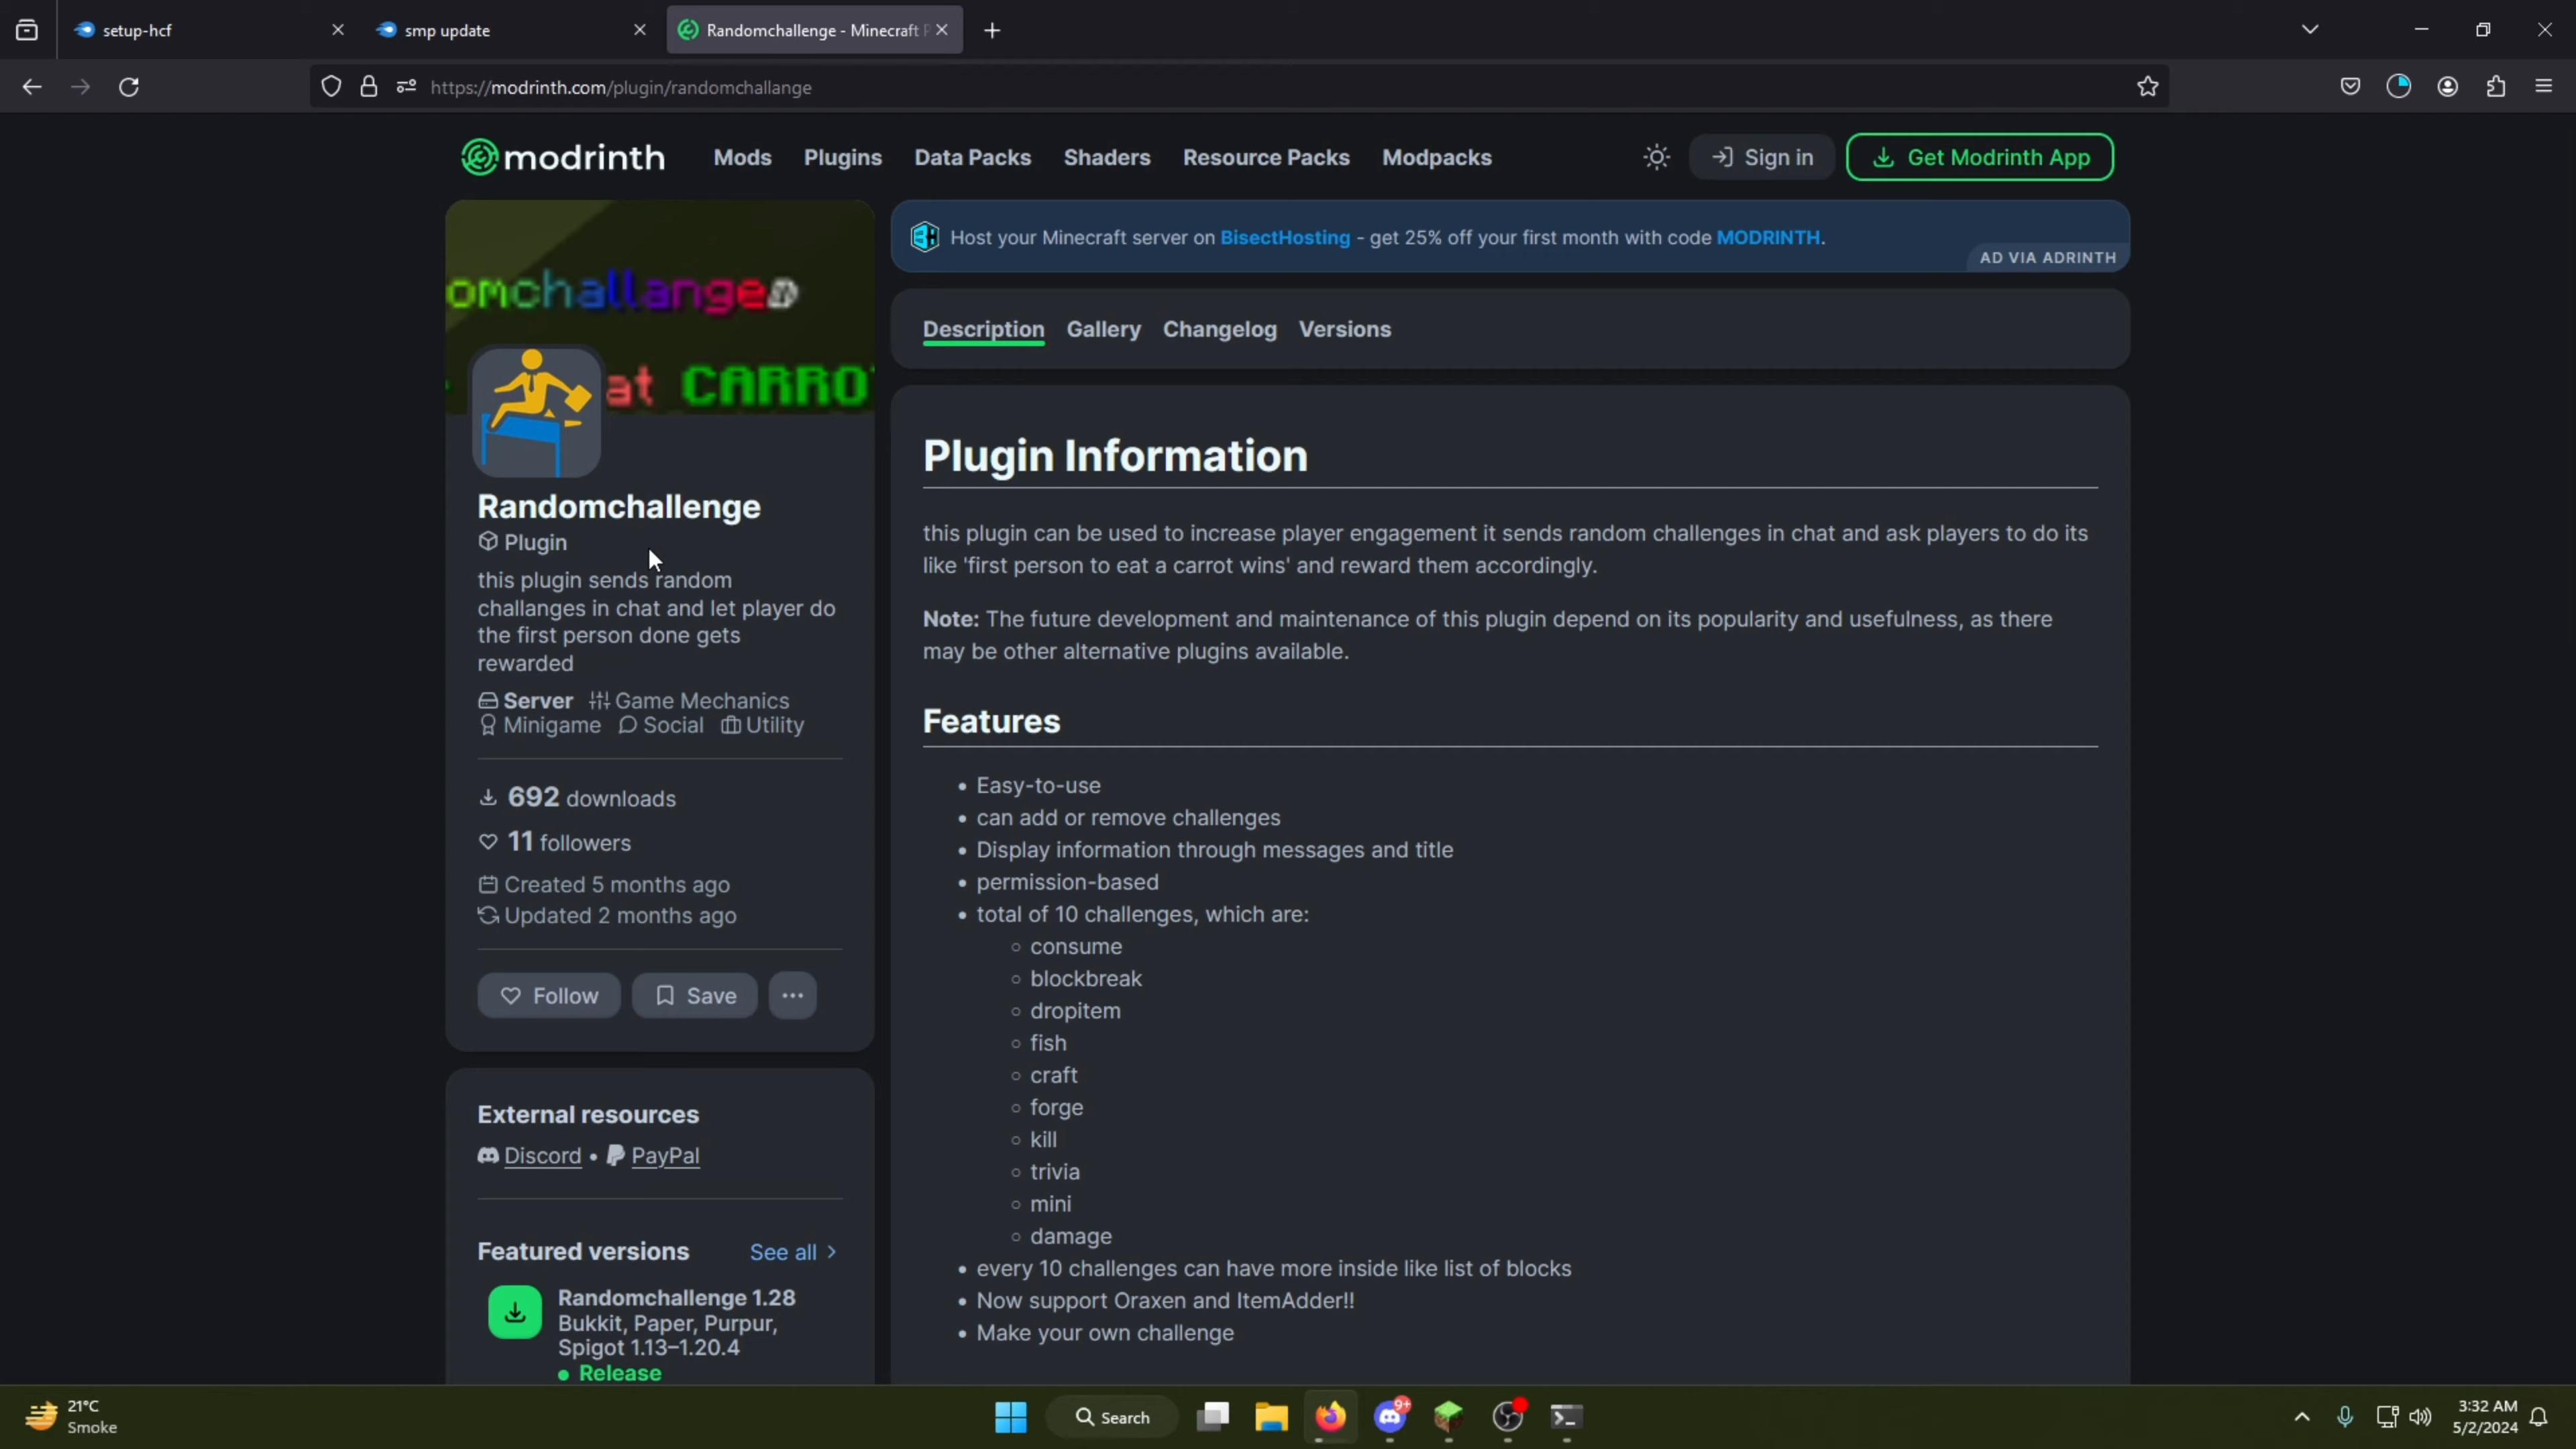 setup-hcf
smp update
Randomchallenge - Minecraft P
https://modrinth.com/plugin/randomchallange
modrinth
Mods Plugins Data Packs Shaders Resource Packs Modpacks
Sign in
Get Modrinth App
omchallange
at CARRO
Randomchallenge
Plugin
this plugin sends random
challanges in chat and let player do
the first person done gets
rewarded
Server Game Mechanics
Minigame Social Utility
692 downloads
11 followers
Created 5 months ago
Updated 2 months ago
Follow Save
External resources
Discord • PayPal
Featured versions See all
Randomchallenge 1.28
Bukkit, Paper, Purpur,
Spigot 1.13–1.20.4
• Release
Host your Minecraft server on BisectHosting - get 25% off your first month with code MODRINTH.
AD VIA ADRINTH
Description Gallery Changelog Versions
Plugin Information
this plugin can be used to increase player engagement it sends random challenges in chat and ask players to do its
like 'first person to eat a carrot wins' and reward them accordingly.
Note: The future development and maintenance of this plugin depend on its popularity and usefulness, as there
may be other alternative plugins available.
Features
• Easy-to-use
• can add or remove challenges
• Display information through messages and title
• permission-based
• total of 10 challenges, which are:
◦ consume
◦ blockbreak
◦ dropitem
◦ fish
◦ craft
◦ forge
◦ kill
◦ trivia
◦ mini
◦ damage
• every 10 challenges can have more inside like list of blocks
• Now support Oraxen and ItemAdder!!
• Make your own challenge
21°C
Smoke
Search
9+
3:32 AM
5/2/2024